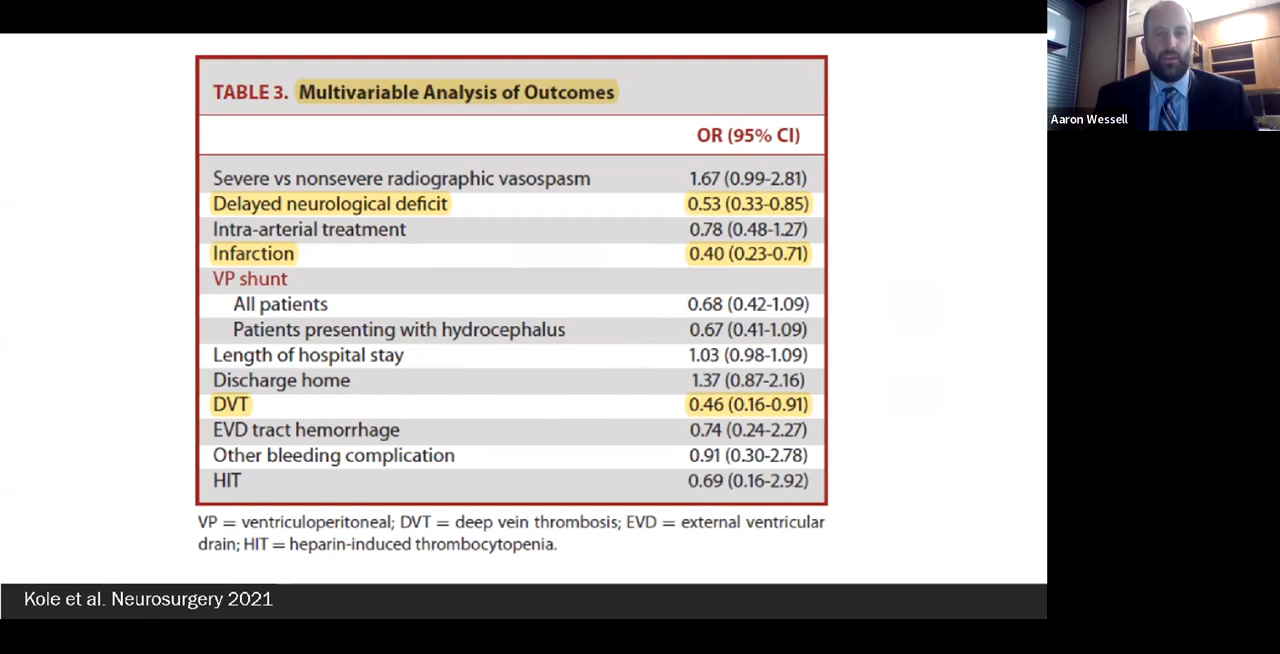 TABLE 3. Multivariable Analysis of Outcomes
OR (95% CI)
Severe vs nonsevere radiographic vasospasm 1.67 (0.99-2.81)
Delayed neurological deficit 0.53 (0.33-0.85)
Intra-arterial treatment 0.78 (0.48-1.27)
Infarction 0.40 (0.23-0.71)
VP shunt
All patients 0.68 (0.42-1.09)
Patients presenting with hydrocephalus 0.67 (0.41-1.09)
Length of hospital stay 1.03 (0.98-1.09)
Discharge home 1.37 (0.87-2.16)
DVT 0.46 (0.16-0.91)
EVD tract hemorrhage 0.74 (0.24-2.27)
Other bleeding complication 0.91 (0.30-2.78)
HIT 0.69 (0.16-2.92)
VP = ventriculoperitoneal; DVT = deep vein thrombosis; EVD = external ventricular
drain; HIT = heparin-induced thrombocytopenia.
Kole et al. Neurosurgery 2021
Aaron Wessell